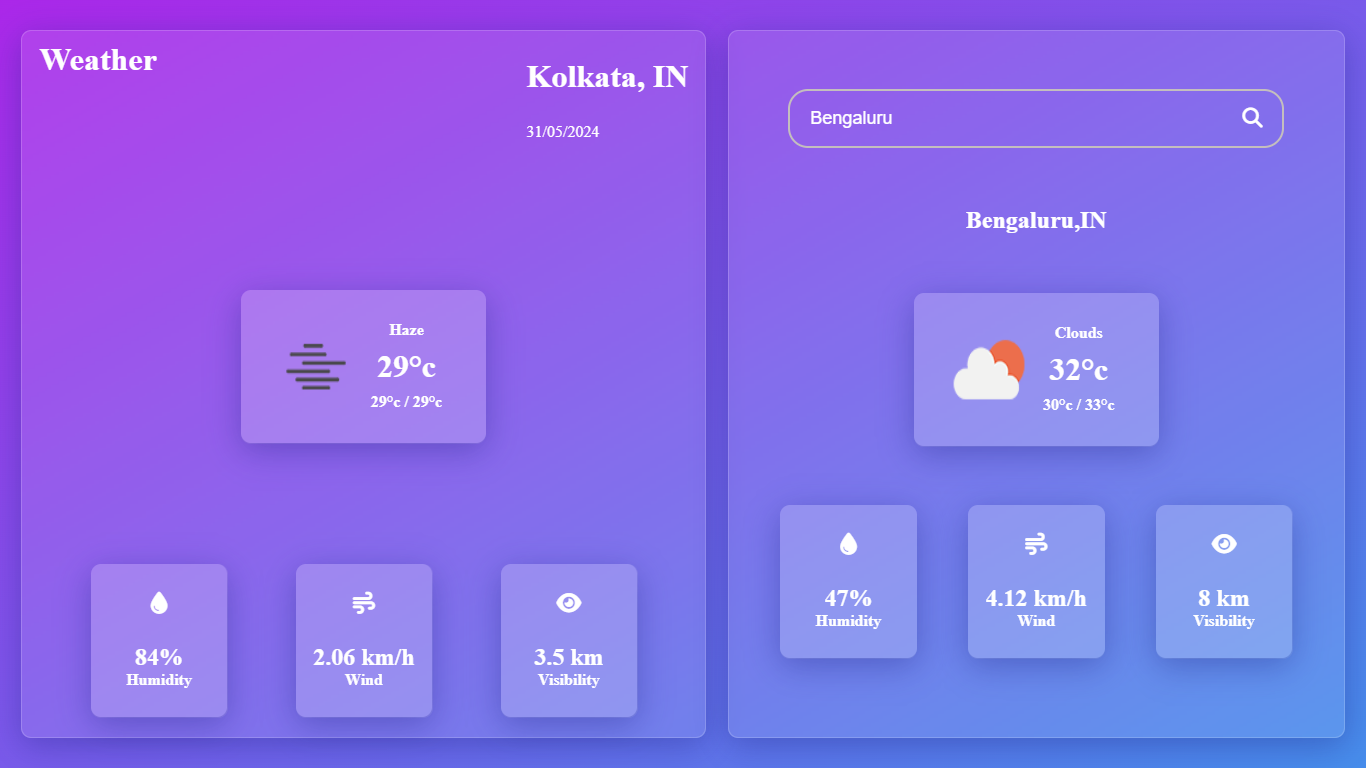 Weather
Kolkata, IN
31/05/2024
Haze
29°c
29°c / 29°c
84%
Humidity
2.06 km/h
Wind
3.5 km
Visibility
Bengaluru
Bengaluru,IN
Clouds
32°c
30°c / 33°c
47%
Humidity
4.12 km/h
Wind
8 km
Visibility